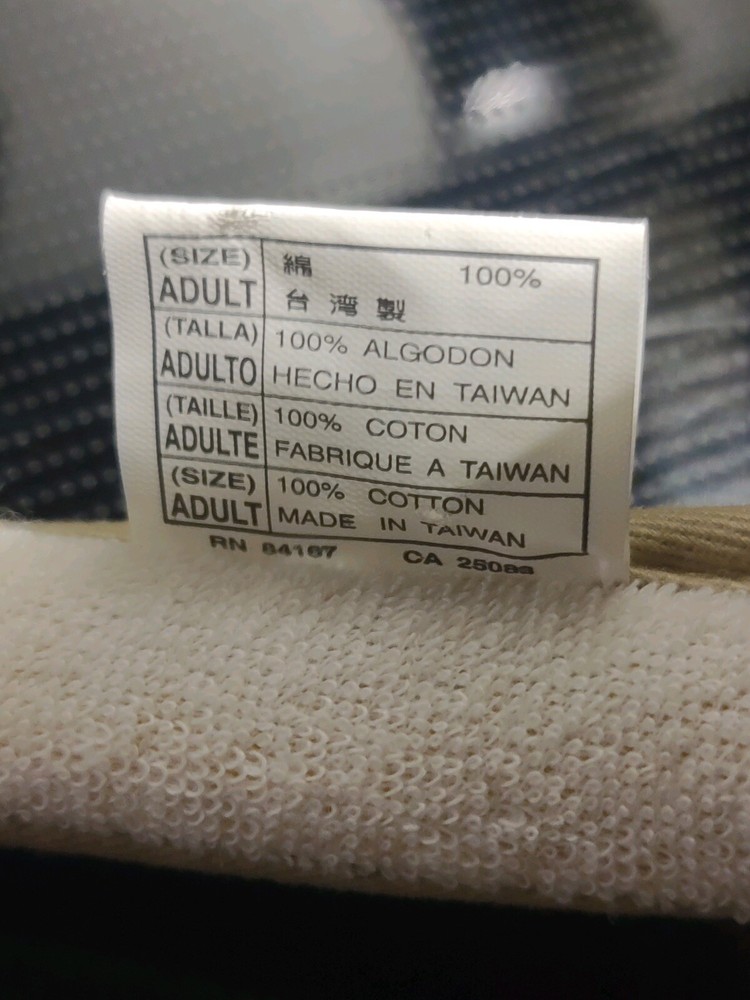 (SIZE) 綿 100%
ADULT 台湾製
(TALLA) 100% ALGODON
ADULTO HECHO EN TAIWAN
(TAILLE) 100% COTON
ADULTE FABRIQUE A TAIWAN
(SIZE) 100% COTTON
ADULT MADE IN TAIWAN
RN 84167 CA